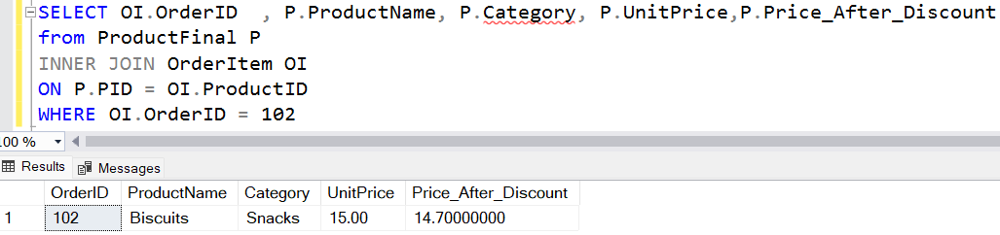 SELECT OI.OrderID  , P.ProductName, P.Category, P.UnitPrice,P.Price_After_Discount
from ProductFinal P
INNER JOIN OrderItem OI
ON P.PID = OI.ProductID
WHERE OI.OrderID = 102
.00 %
Results Messages
OrderID ProductName Category UnitPrice Price_After_Discount
1 102 Biscuits Snacks 15.00 14.70000000